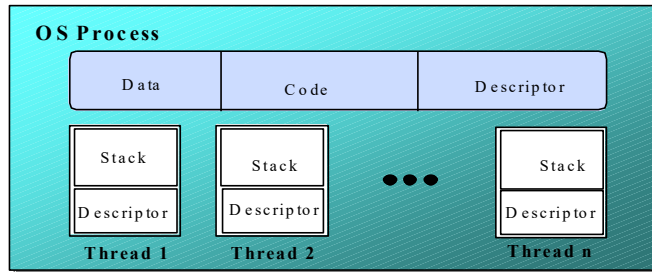 OS Process
Data Code Descriptor
Stack Stack Stack
Descriptor Descriptor Descriptor
Thread 1 Thread 2 Thread n